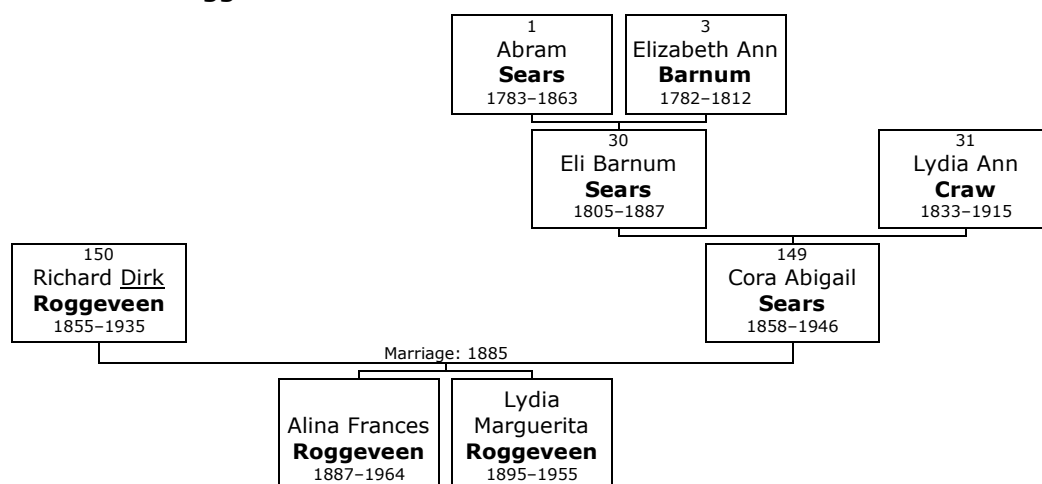 1
Abram
Sears
1783–1863
3
Elizabeth Ann
Barnum
1782–1812
30
Eli Barnum
Sears
1805–1887
31
Lydia Ann
Craw
1833–1915
150
Richard Dirk
Roggeveen
1855–1935
149
Cora Abigail
Sears
1858–1946
Marriage: 1885
Alina Frances
Roggeveen
1887–1964
Lydia
Marguerita
Roggeveen
1895–1955